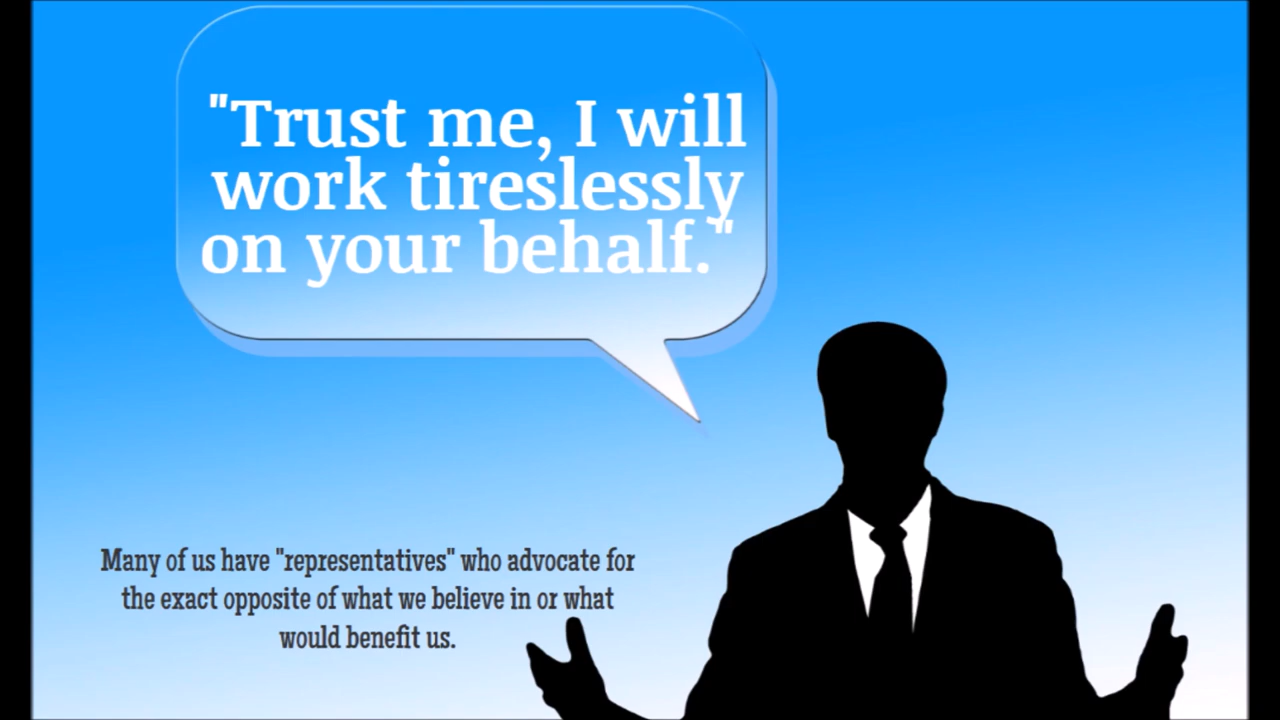 "Trust me, I will
work tireslessly
on your behalf."
Many of us have "representatives" who advocate for
the exact opposite of what we believe in or what
would benefit us.